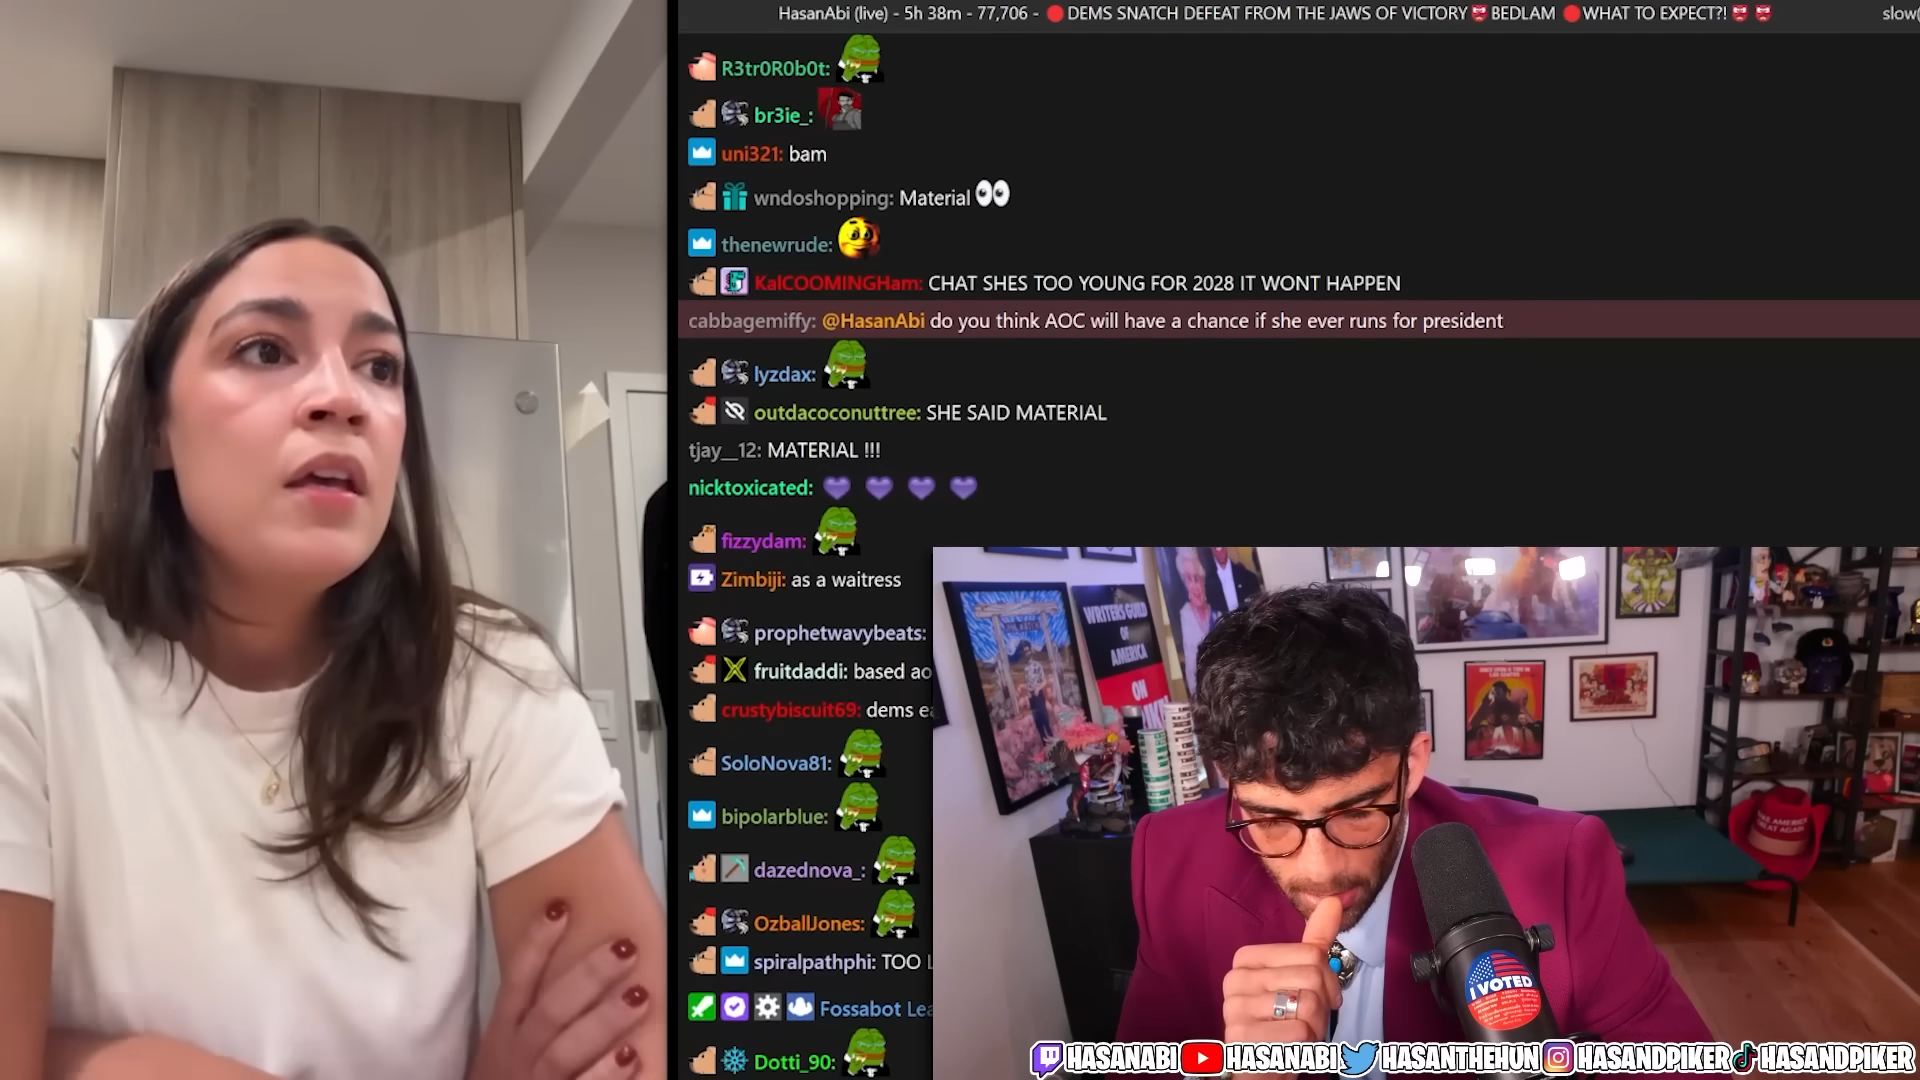 HasanAbi (live) - 5h 38m - 77,706 - 🔴DEMS SNATCH DEFEAT FROM THE JAWS OF VICTORY👹BEDLAM 🔴WHAT TO EXPECT?!👹👹 slow(
R3tr0R0b0t:
br3ie_:
uni321: bam
wndoshopping: Material 👀
thenewrude:
KalCOOMINGHam: CHAT SHES TOO YOUNG FOR 2028 IT WONT HAPPEN
cabbagemiffy: @HasanAbi do you think AOC will have a chance if she ever runs for president
lyzdax:
outdacoconuttree: SHE SAID MATERIAL
tjay__12: MATERIAL !!!
nicktoxicated: 💜 💜 💜 💜
fizzydam:
Zimbiji: as a waitress
prophetwavybeats:
fruitdaddi: based ao
crustybiscuit69: dems ea
SoloNova81:
bipolarblue:
dazednova_:
OzballJones:
spiralpathphi: TOO L
Fossabot Lea
Dotti_90:
WRITERS GUILD
OF
AMERICA
ON
I VOTED
HASANABI HASANABI HASANTHEHUN HASANDPIKER HASANDPIKER